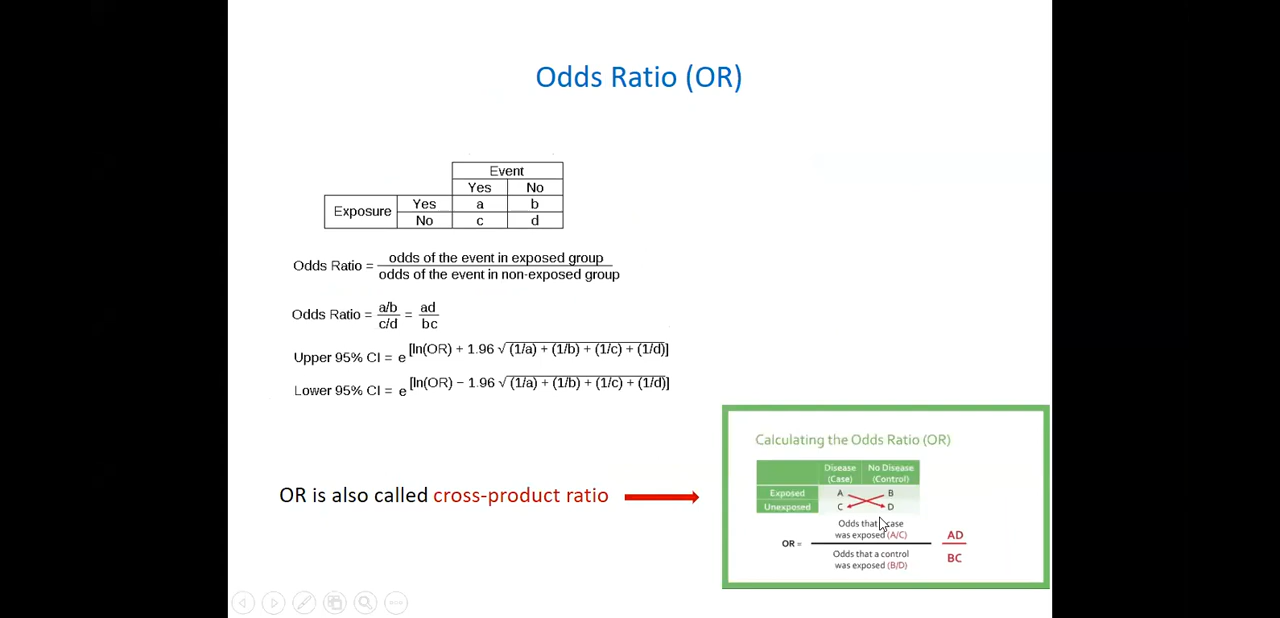 Odds Ratio (OR)
Event
Yes No
Exposure Yes a b
No c d
Odds Ratio = odds of the event in exposed group
odds of the event in non-exposed group
Odds Ratio = a/b = ad
c/d bc
Upper 95% CI = e [ln(OR) + 1.96 √(1/a) + (1/b) + (1/c) + (1/d)]
Lower 95% CI = e [ln(OR) − 1.96 √(1/a) + (1/b) + (1/c) + (1/d)]
OR is also called cross-product ratio
Calculating the Odds Ratio (OR)
Disease No Disease
(Case) (Control)
Exposed A B
Unexposed C D
Odds that case
was exposed (A/C) AD
OR =
Odds that a control BC
was exposed (B/D)